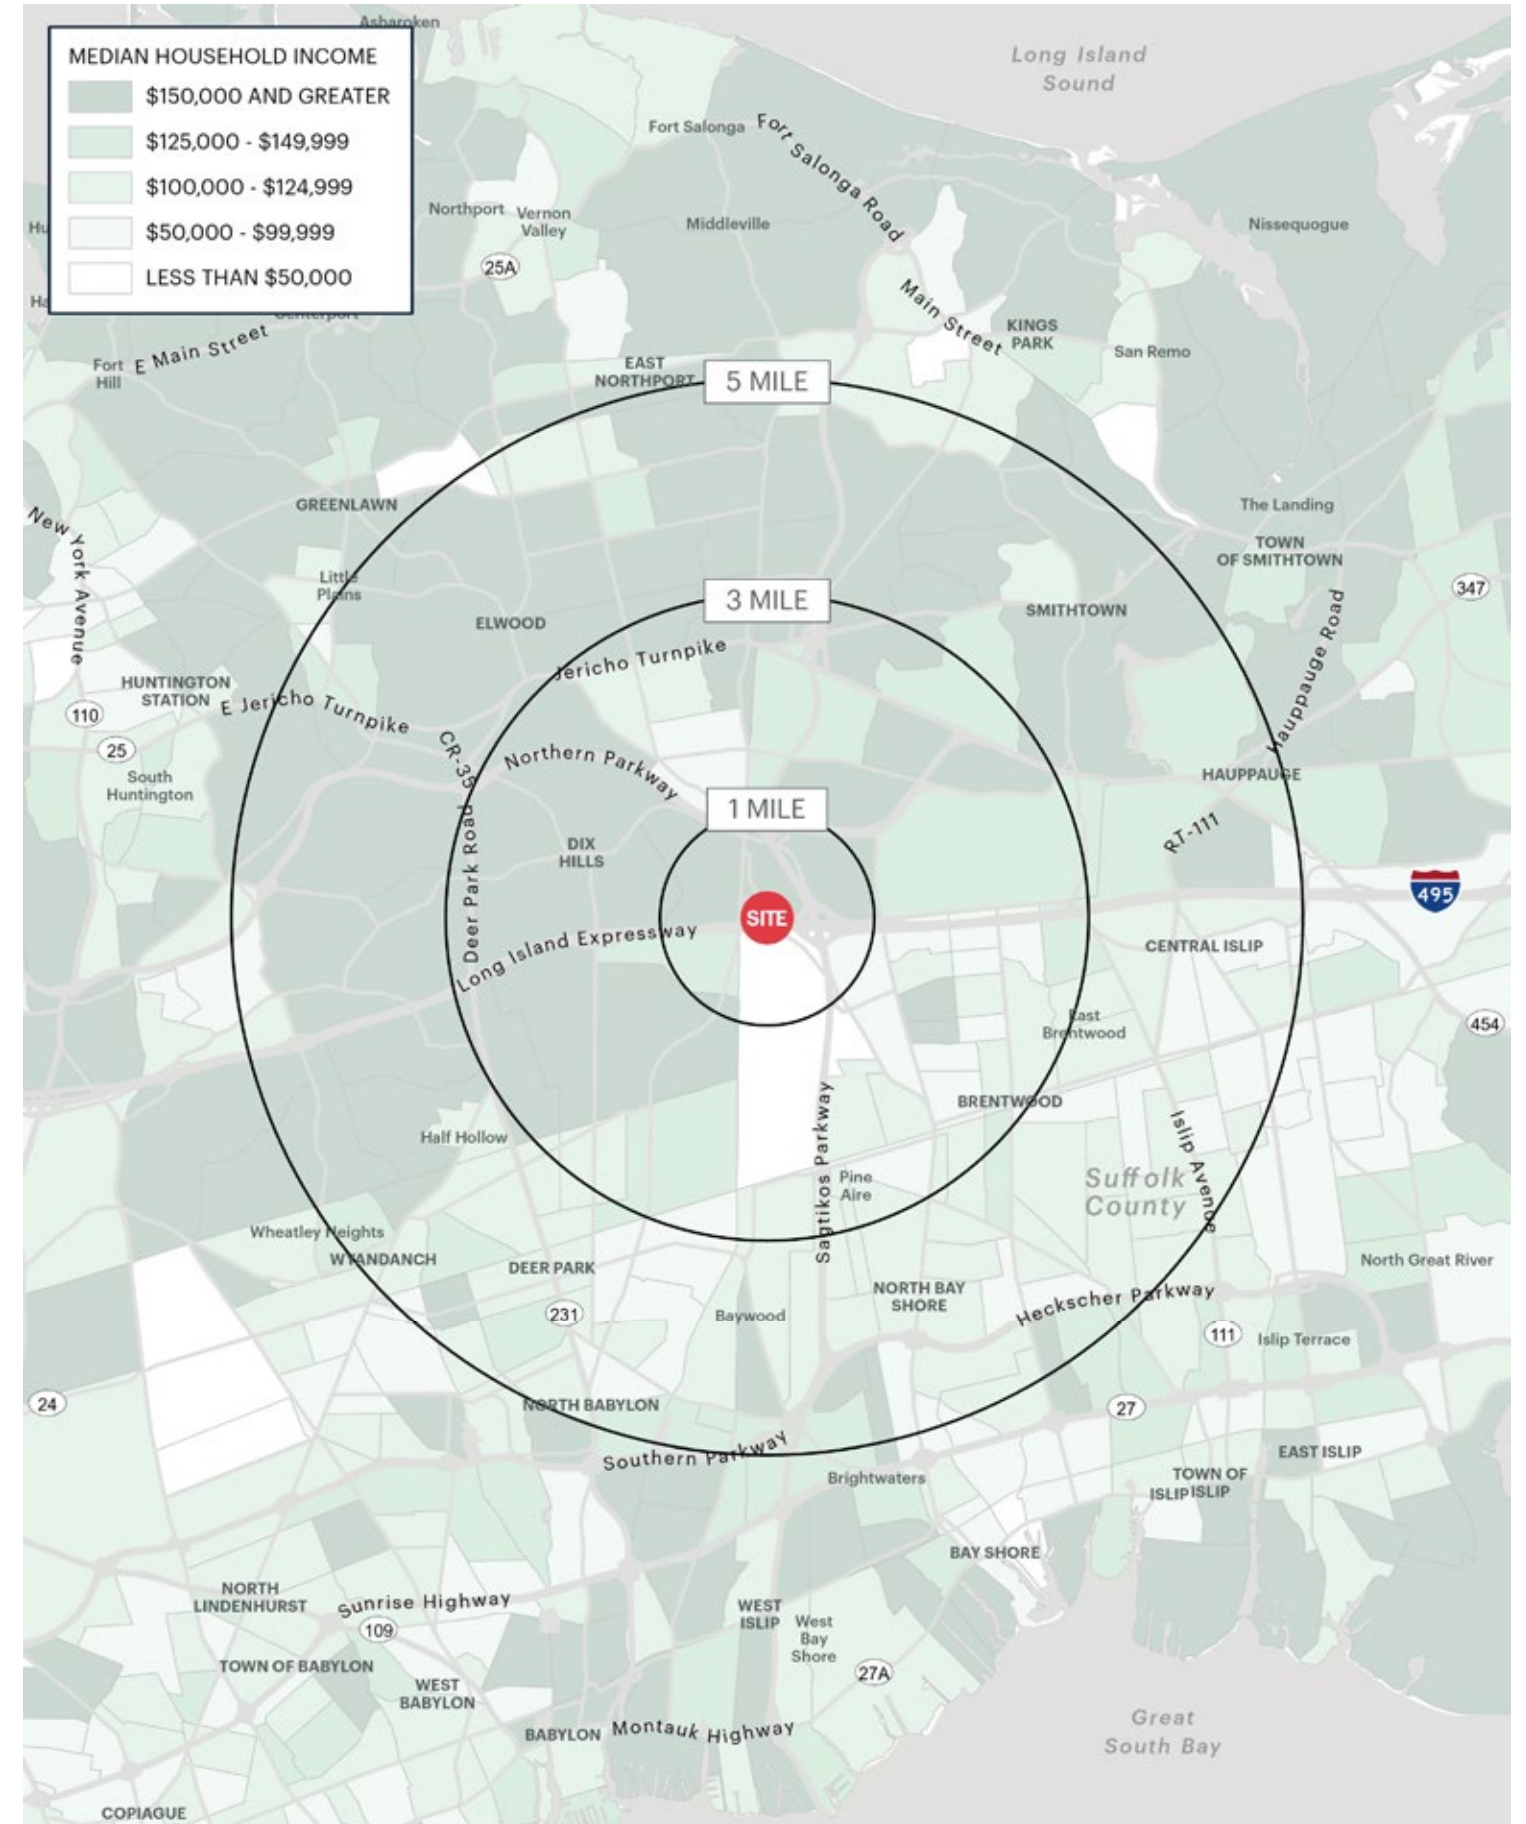 Asharoken
MEDIAN HOUSEHOLD INCOME
$150,000 AND GREATER
$125,000 - $149,999
$100,000 - $124,999
$50,000 - $99,999
LESS THAN $50,000
Long Island
Sound
Fort Salonga
Fort Salonga Road
Northport
Vernon
Valley
Middleville
Nissequogue
Hu
25A
Ha
Centerport
Main Street
KINGS
PARK
San Remo
E Main Street
Fort
Hill
EAST
NORTHPORT
5 MILE
GREENLAWN
The Landing
New York Avenue
TOWN
OF SMITHTOWN
Little
Plains
347
3 MILE
ELWOOD
SMITHTOWN
Jericho Turnpike
Hauppauge Road
HUNTINGTON
STATION
E Jericho Turnpike
110
25
CR-35
Northern Parkway
South
Huntington
HAUPPAUGE
1 MILE
RT-111
DIX
HILLS
Deer Park Road
495
SITE
Long Island Expressway
CENTRAL ISLIP
East
Brentwood
454
BRENTWOOD
Sagtikos Parkway
Islip Avenue
Half Hollow
Pine
Aire
Suffolk
County
Wheatley Heights
WYANDANCH
DEER PARK
North Great River
NORTH BAY
SHORE
Heckscher Parkway
231
Baywood
111
Islip Terrace
24
NORTH BABYLON
27
Southern Parkway
EAST ISLIP
Brightwaters
TOWN OF
ISLIP
ISLIP
BAY SHORE
NORTH
LINDENHURST
Sunrise Highway
109
WEST
ISLIP
West
Bay
Shore
TOWN OF BABYLON
27A
WEST
BABYLON
BABYLON
Montauk Highway
Great
South Bay
COPIAGUE